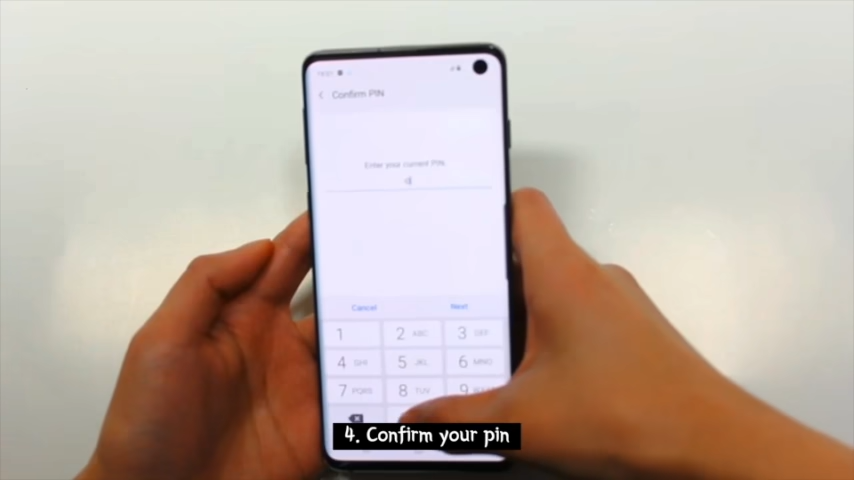 Confirm PIN
Enter your current PIN
Cancel Next
1 2 ABC 3 DEF
4 GHI 5 JKL 6 MNO
7 PQRS 8 TUV 9
4. Confirm your pin